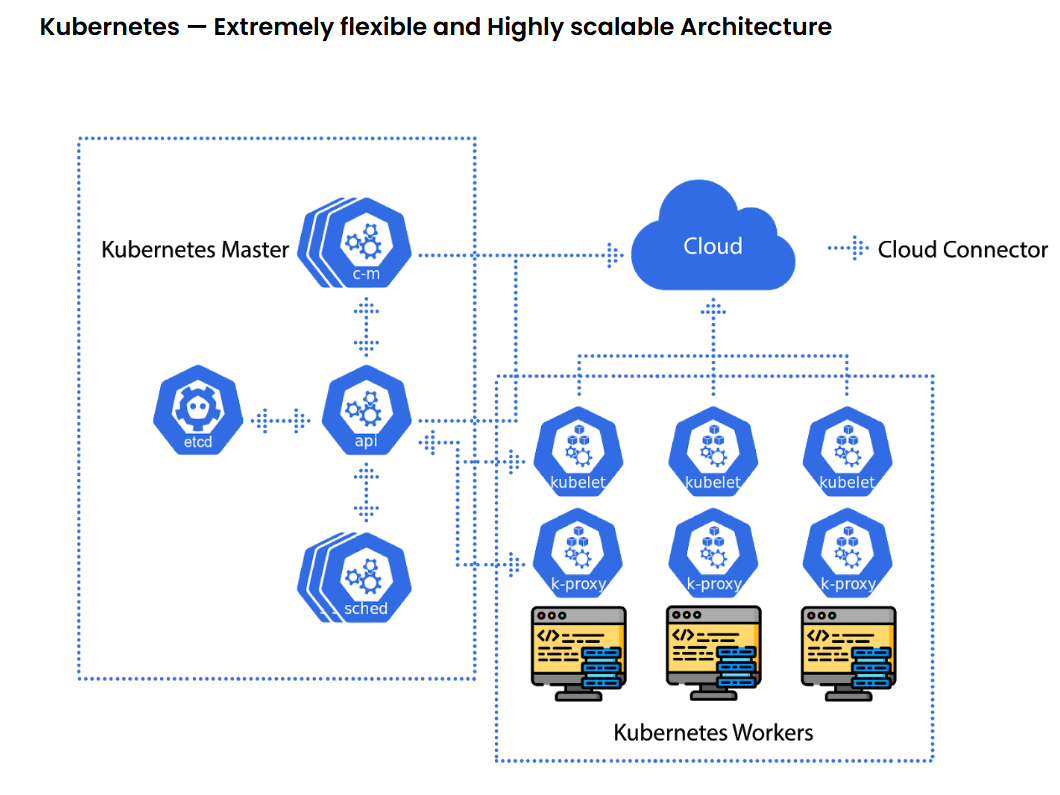 Kubernetes — Extremely flexible and Highly scalable Architecture
Kubernetes Master
c-m
Cloud
Cloud Connector
etcd
api
sched
kubelet
kubelet
kubelet
k-proxy
k-proxy
k-proxy
</>
</>
</>
Kubernetes Workers